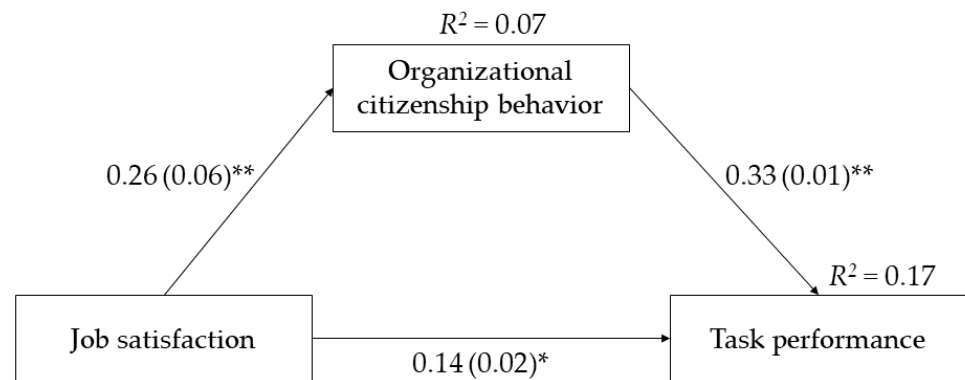 R² = 0.07
Organizational
citizenship behavior
0.26 (0.06)**
0.33 (0.01)**
R² = 0.17
Job satisfaction
Task performance
0.14 (0.02)*